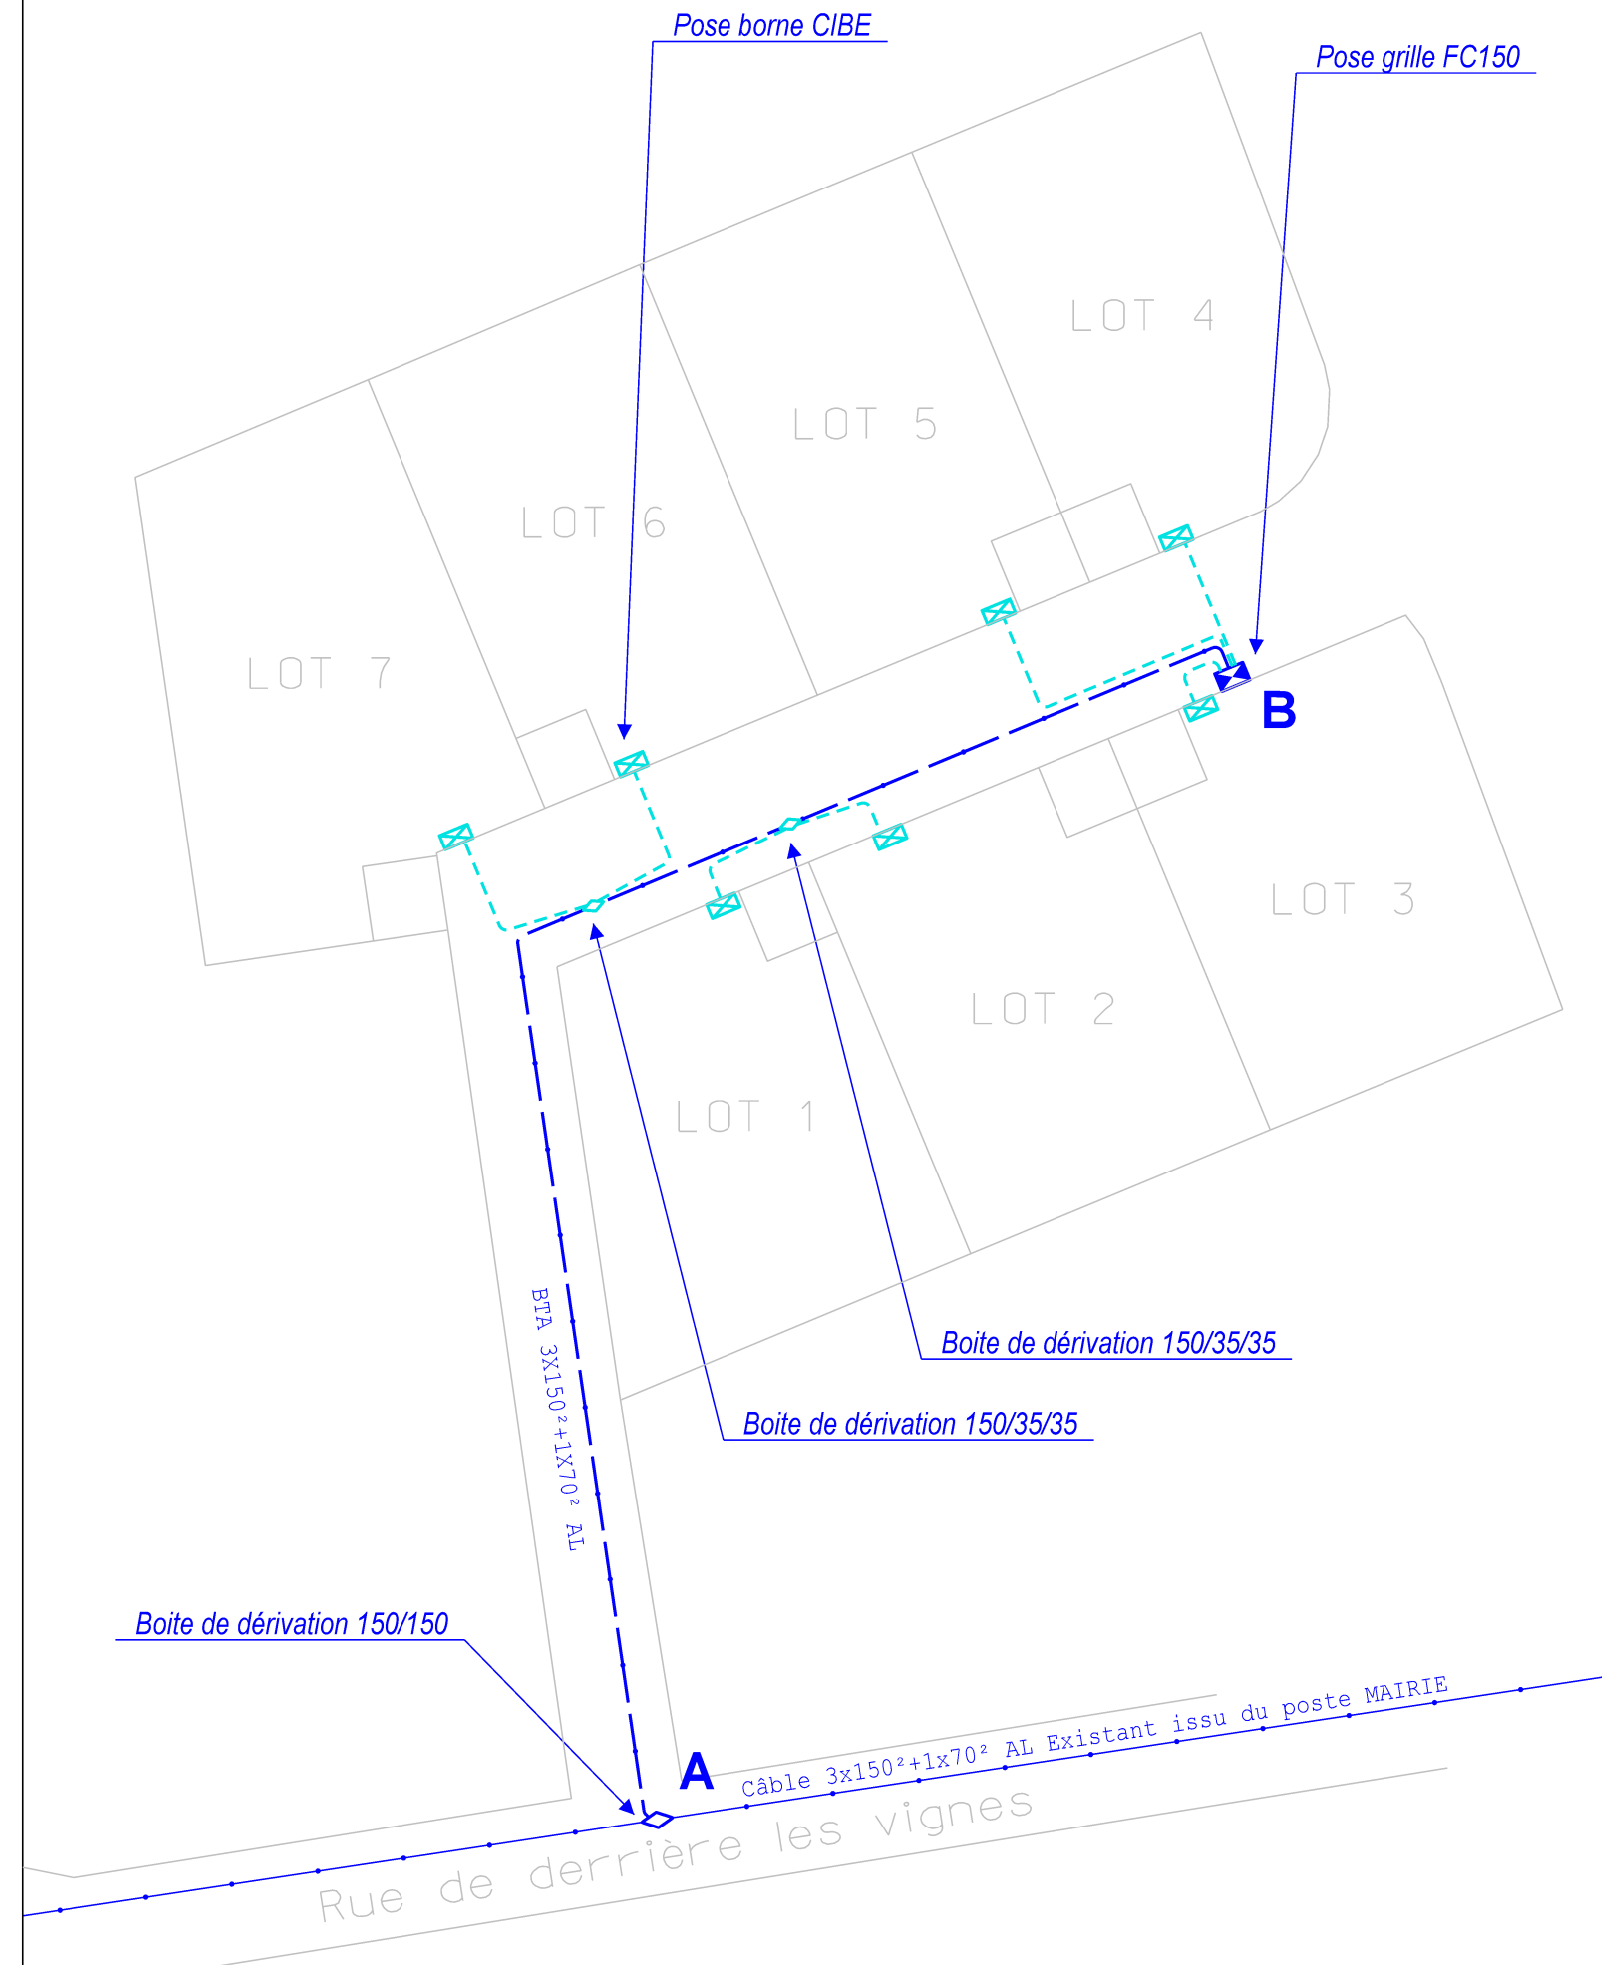 Pose borne CIBE
Pose grille FC150
LOT 4
LOT 5
LOT 6
LOT 7
B
LOT 3
LOT 2
LOT 1
BTA 3X150²+1X70² AL
Boite de dérivation 150/35/35
Boite de dérivation 150/35/35
Boite de dérivation 150/150
A
Câble 3x150²+1x70² AL Existant issu du poste MAIRIE
Rue de derrière les vignes